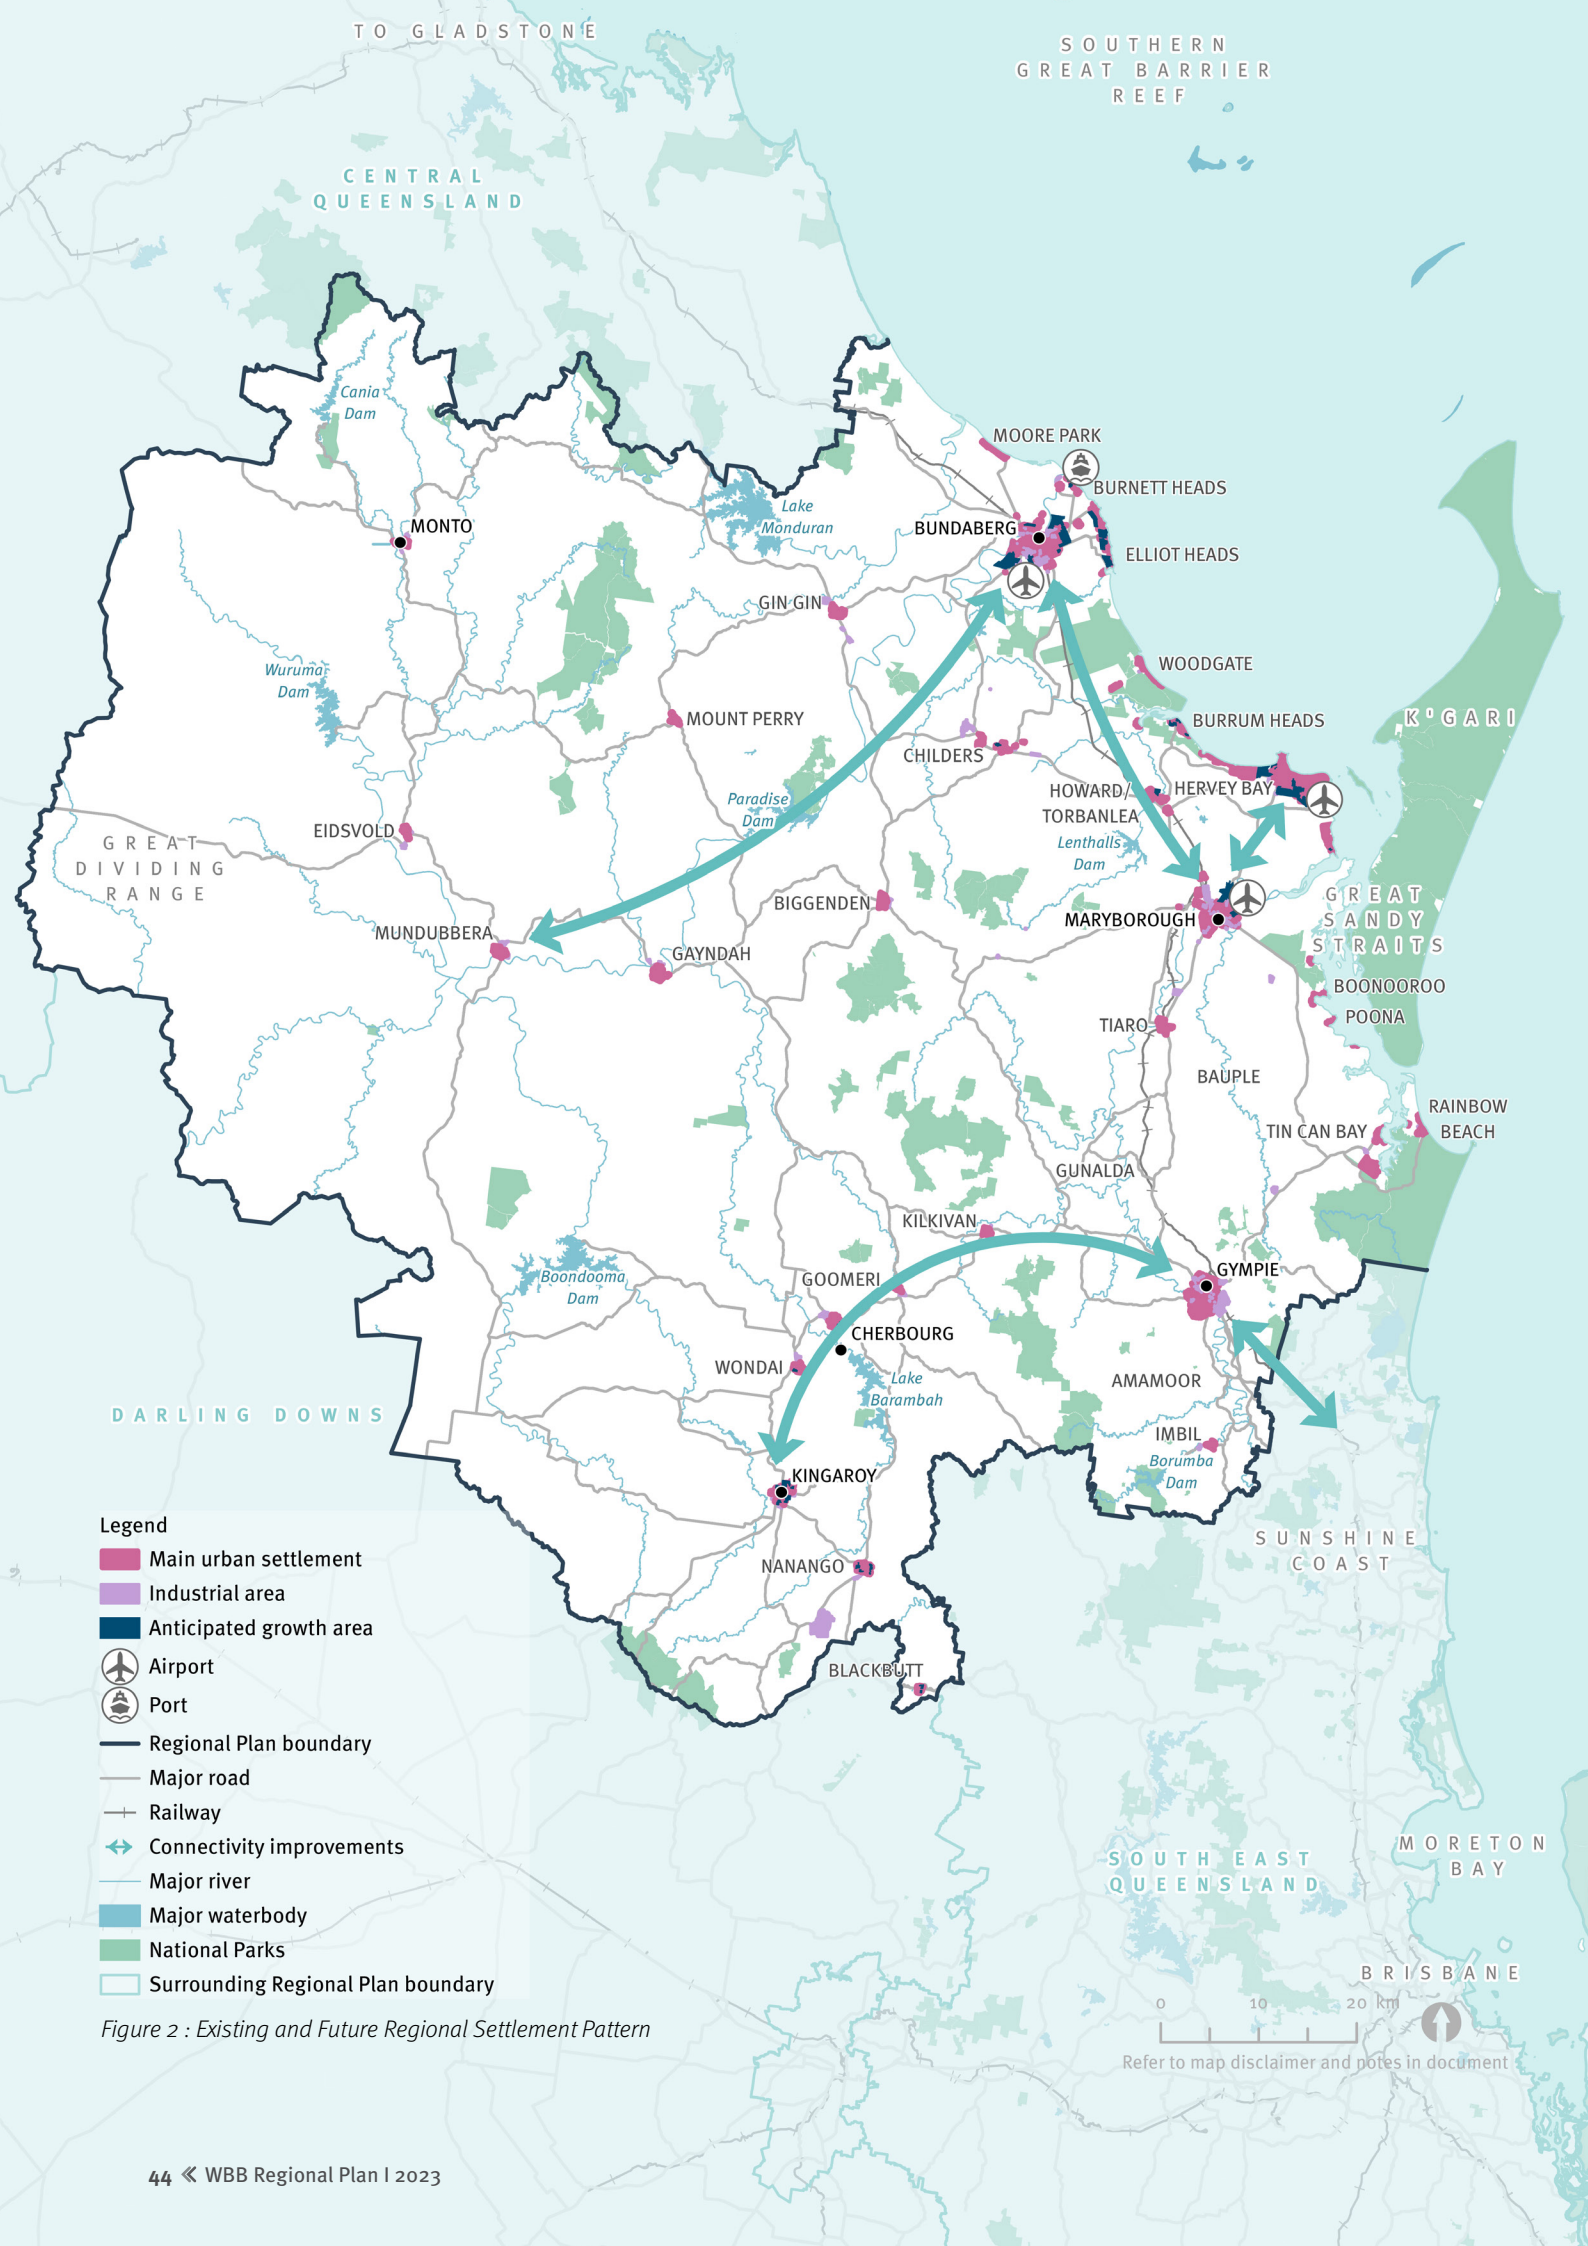 TO GLADSTONE
SOUTHERN
GREAT BARRIER
REEF
CENTRAL
QUEENSLAND
Cania
Dam
MOORE PARK
BURNETT HEADS
Lake
Monduran
MONTO
BUNDABERG
ELLIOT HEADS
GIN GIN
WOODGATE
Wuruma
Dam
MOUNT PERRY
BURRUM HEADS
K'GARI
CHILDERS
HOWARD/
TORBANLEA
HERVEY BAY
Paradise
Dam
EIDSVOLD
GREAT
DIVIDING
RANGE
Lenthalls
Dam
BIGGENDEN
MARYBOROUGH
GREAT
SANDY
STRAITS
MUNDUBBERA
GAYNDAH
BOONOOROO
POONA
TIARO
BAUPLE
RAINBOW
BEACH
TIN CAN BAY
GUNALDA
KILKIVAN
GYMPIE
Boondooma
Dam
GOOMERI
CHERBOURG
WONDAI
Lake
Barambah
AMAMOOR
DARLING DOWNS
IMBIL
Borumba
Dam
KINGAROY
SUNSHINE
COAST
NANANGO
BLACKBUTT
Legend
Main urban settlement
Industrial area
Anticipated growth area
Airport
Port
Regional Plan boundary
Major road
Railway
Connectivity improvements
Major river
Major waterbody
National Parks
Surrounding Regional Plan boundary
MORETON
BAY
SOUTH EAST
QUEENSLAND
BRISBANE
0 10 20 km
Refer to map disclaimer and notes in document
Figure 2 : Existing and Future Regional Settlement Pattern
44 « WBB Regional Plan I 2023